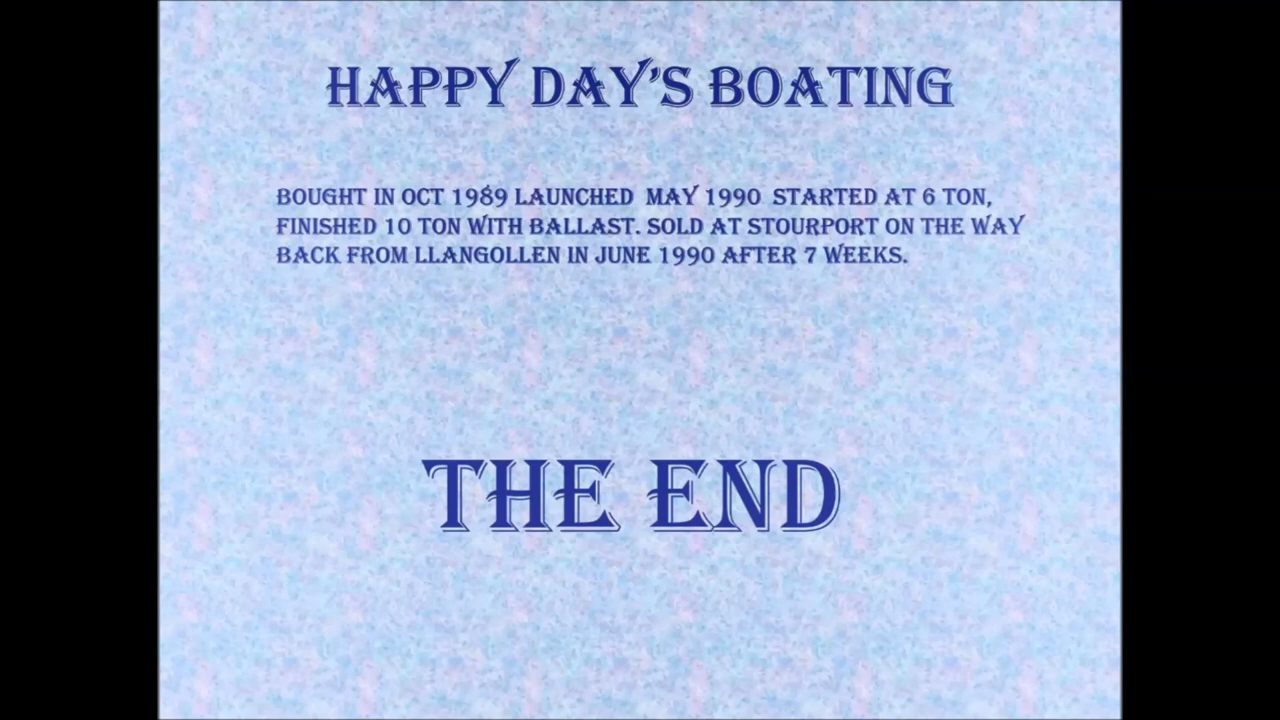 HAPPY DAY'S BOATING
BOUGHT IN OCT 1989 LAUNCHED  MAY 1990  STARTED AT 6 TON,
FINISHED 10 TON WITH BALLAST. SOLD AT STOURPORT ON THE WAY
BACK FROM LLANGOLLEN IN JUNE 1990 AFTER 7 WEEKS.
THE END